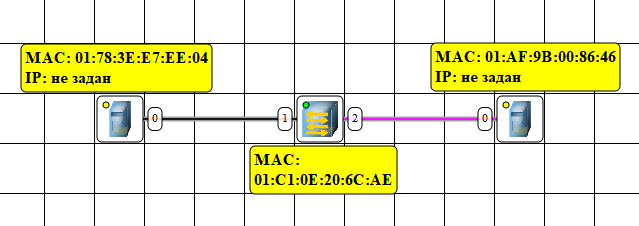 MAC: 01:78:3E:E7:EE:04
IP: не задан
MAC: 01:AF:9B:00:86:46
IP: не задан
0
1
2
0
MAC:
01:C1:0E:20:6C:AE